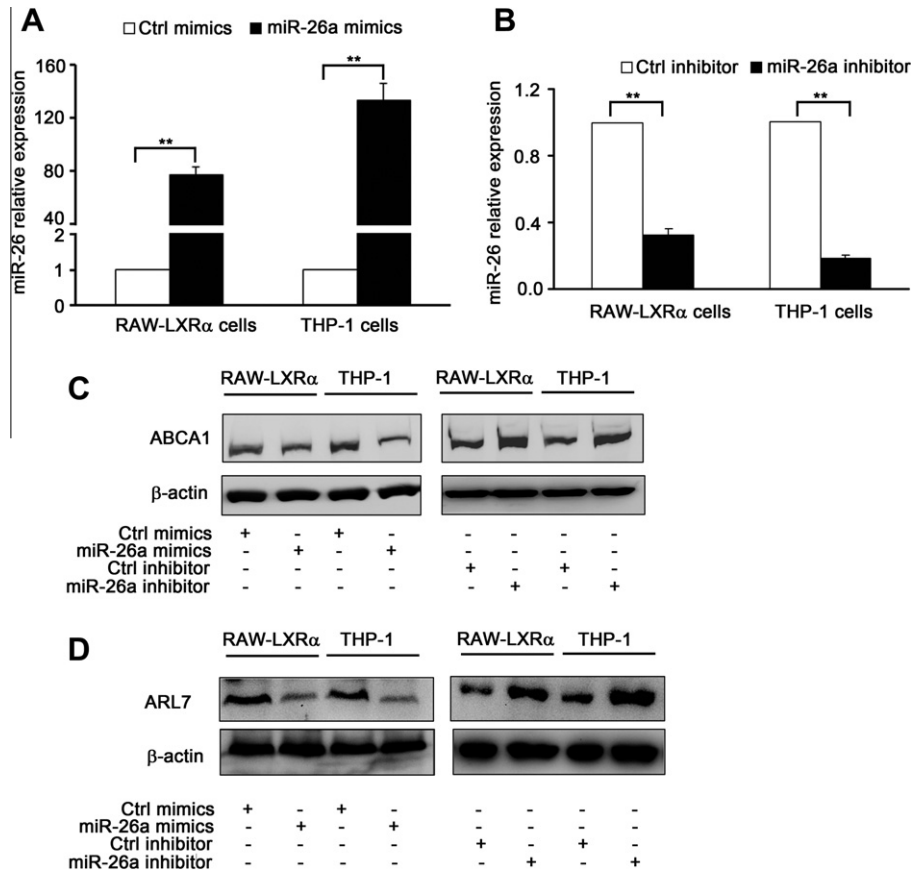 A
Ctrl mimics miR-26a mimics
miR-26 relative expression
160
120
80
40
2
1
0
**
**
RAW-LXRα cells THP-1 cells
B
Ctrl inhibitor
miR-26a inhibitor
miR-26 relative expression
1.2
0.8
0.4
0.0
**
**
RAW-LXRα cells THP-1 cells
C
RAW-LXRα THP-1 RAW-LXRα THP-1
ABCA1
β-actin
Ctrl mimics + - + - - - - -
miR-26a mimics - + - + - - - -
Ctrl inhibitor - - - - + - + -
miR-26a inhibitor - - - - - + - +
D
RAW-LXRα THP-1 RAW-LXRα THP-1
ARL7
β-actin
Ctrl mimics + - + - - - - -
miR-26a mimics - + - + - - - -
Ctrl inhibitor - - - - + - + -
miR-26a inhibitor - - - - - + - +